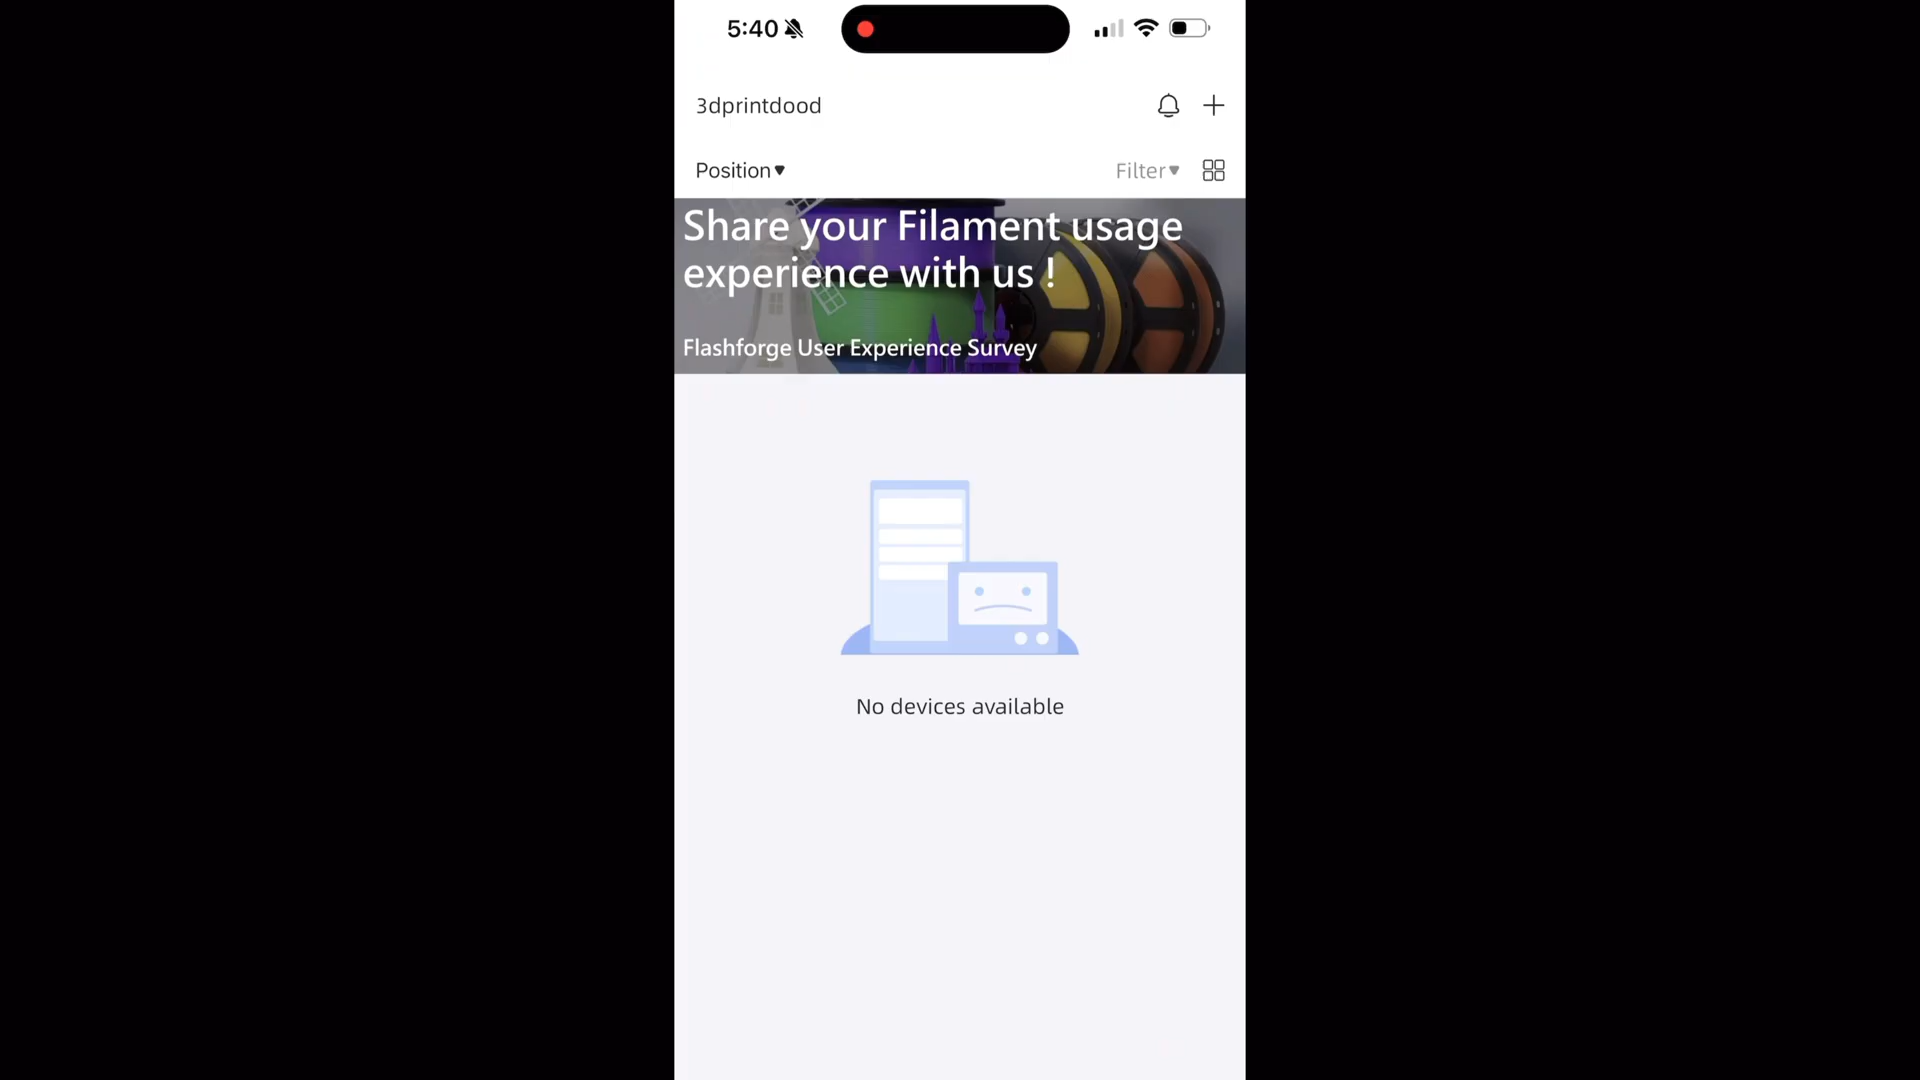 5:40
3dprintdood
Position▼
Filter▼
Share your Filament usage
experience with us !
Flashforge User Experience Survey
No devices available